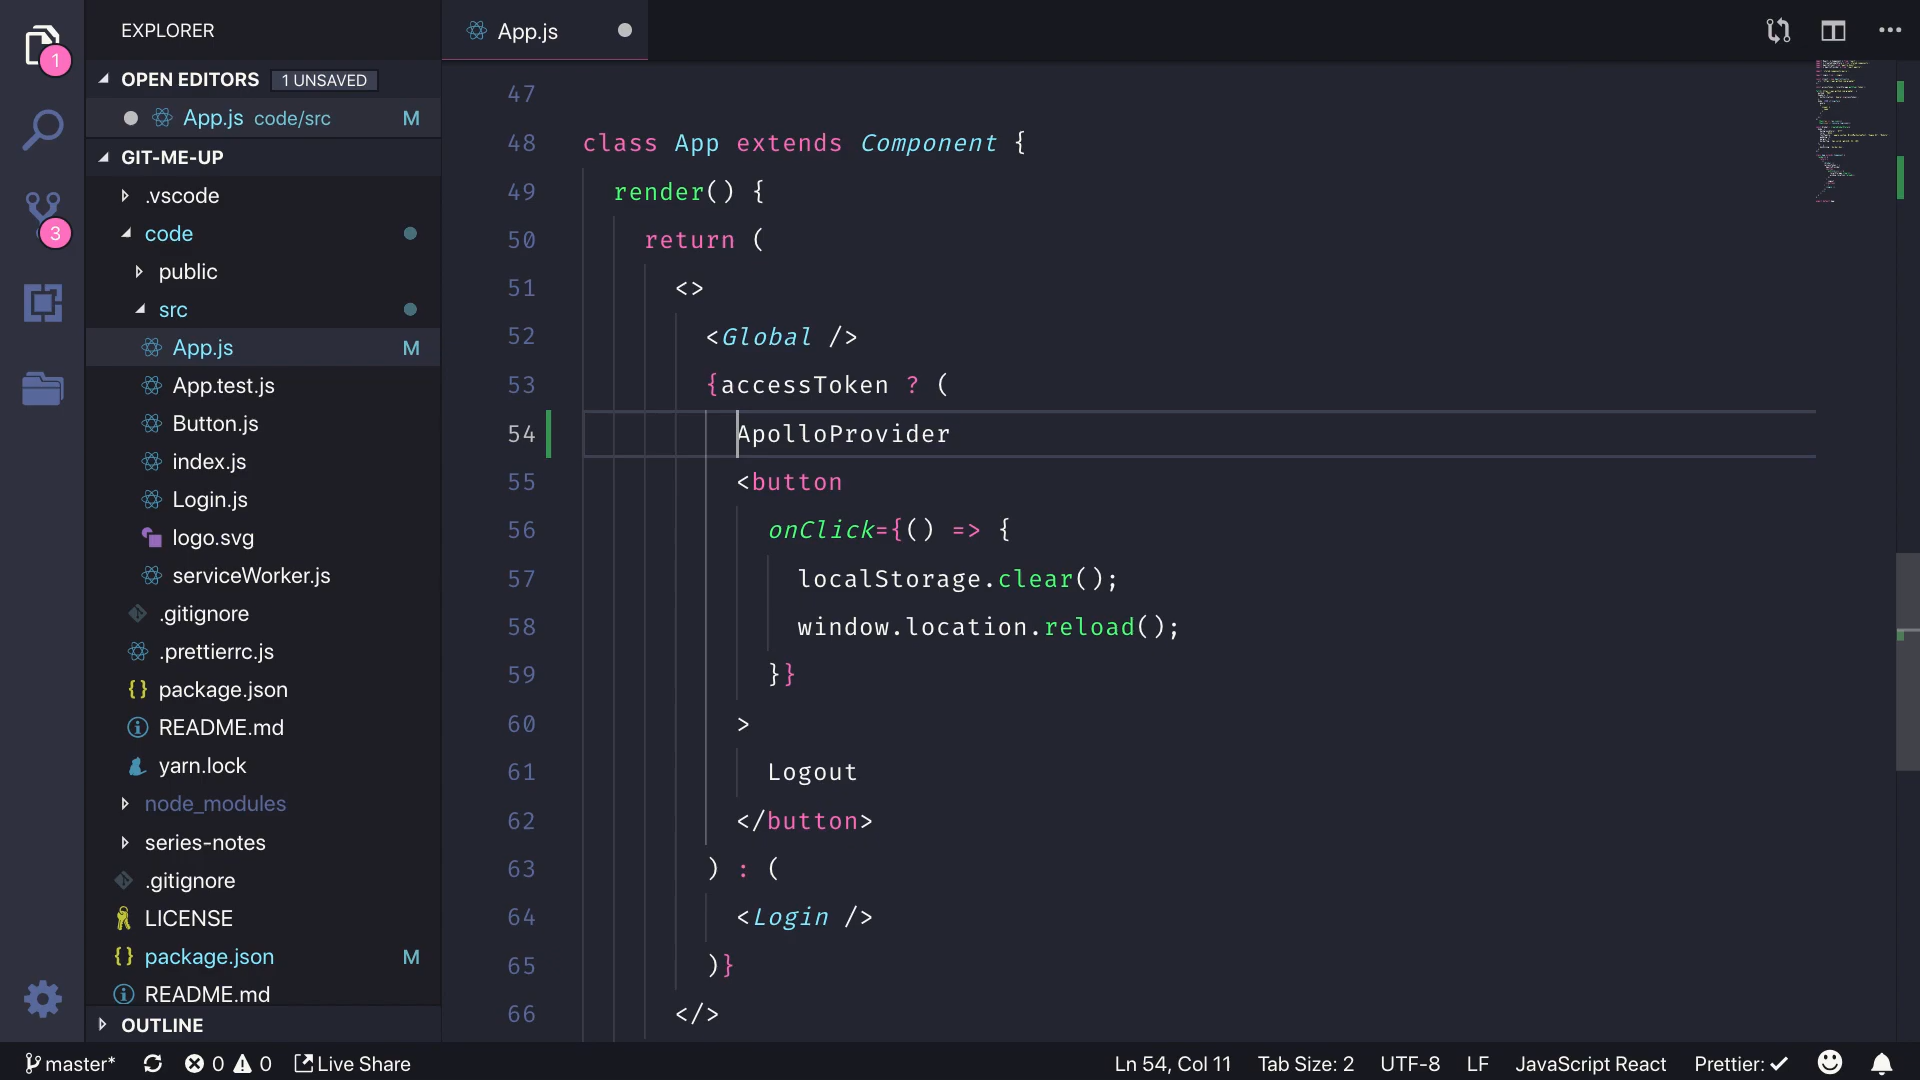 EXPLORER
OPEN EDITORS 1 UNSAVED
App.js code/src M
GIT-ME-UP
.vscode
code
public
src
App.js M
App.test.js
Button.js
index.js
Login.js
logo.svg
serviceWorker.js
.gitignore
.prettierrc.js
package.json
README.md
yarn.lock
node_modules
series-notes
.gitignore
LICENSE
package.json M
README.md
OUTLINE
1
3
App.js
47
48 class App extends Component {
49 render() {
50 return (
51 <>
52 <Global />
53 {accessToken ? (
54 ApolloProvider
55 <button
56 onClick={() => {
57 localStorage.clear();
58 window.location.reload();
59 }}
60 >
61 Logout
62 </button>
63 ) : (
64 <Login />
65 )}
66 </>
master* 0 0 Live Share Ln 54, Col 11 Tab Size: 2 UTF-8 LF JavaScript React Prettier: ✓